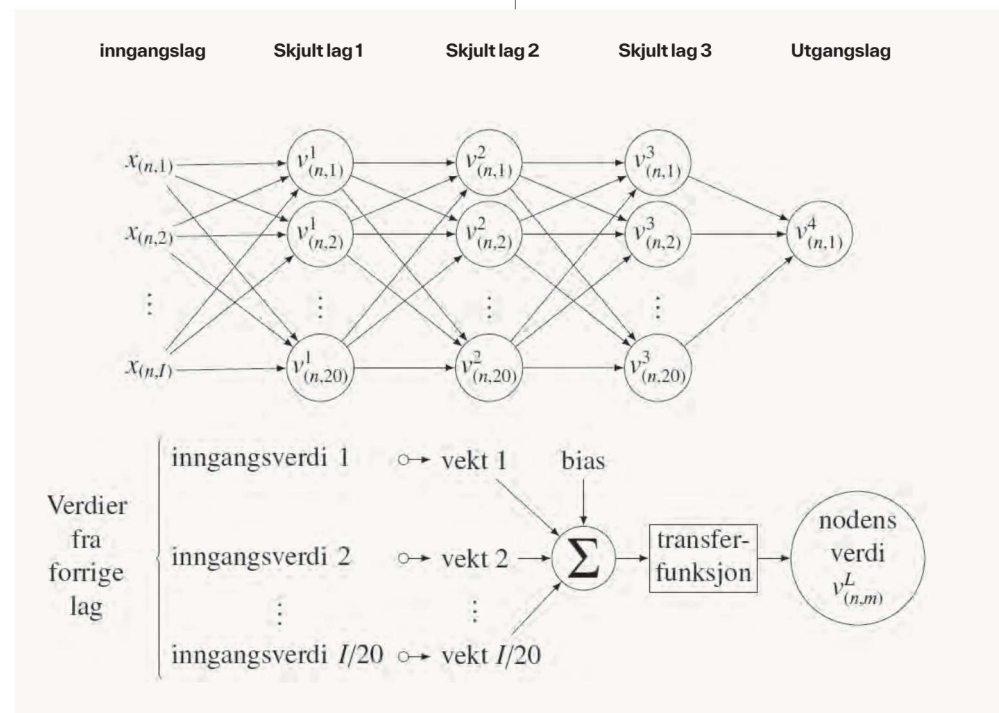 inngangslag Skjult lag 1 Skjult lag 2 Skjult lag 3 Utgangslag
x(n,1) v¹(n,1) v²(n,1) v³(n,1)
x(n,2) v¹(n,2) v²(n,2) v³(n,2) v⁴(n,1)
⋮ ⋮ ⋮ ⋮
x(n,I) v¹(n,20) v²(n,20) v³(n,20)
Verdier
fra
forrige
lag
inngangsverdi 1 vekt 1 bias
inngangsverdi 2 vekt 2 Σ
⋮ ⋮
inngangsverdi I/20 vekt I/20
transfer-
funksjon
nodens
verdi
v^L(n,m)